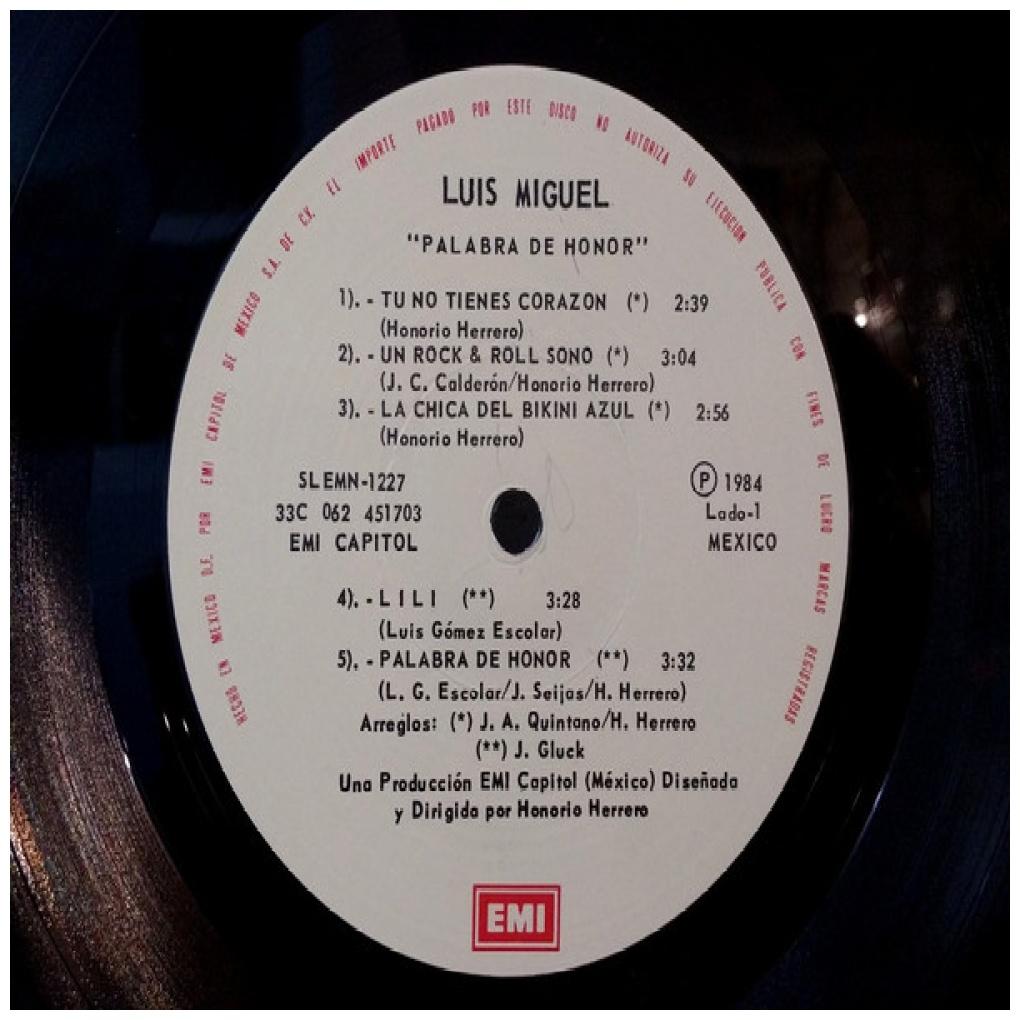 HECHO EN MEXICO D.F. POR EMI CAPITOL DE MEXICO S.A. DE C.V. EL IMPORTE PAGADO POR ESTE DISCO NO AUTORIZA SU EJECUCION PUBLICA CON FINES DE LUCRO MARCAS REGISTRADAS
LUIS MIGUEL
"PALABRA DE HONOR"
1).- TU NO TIENES CORAZON (*) 2:39
(Honorio Herrero)
2).- UN ROCK & ROLL SONO (*) 3:04
(J. C. Calderón/Honorio Herrero)
3).- LA CHICA DEL BIKINI AZUL (*) 2:56
(Honorio Herrero)
SLEMN-1227
33C 062 451703
EMI CAPITOL
Ⓟ 1984
Lado-1
MEXICO
4).- LILI (**) 3:28
(Luis Gómez Escolar)
5).- PALABRA DE HONOR (**) 3:32
(L. G. Escolar/J. Seijas/H. Herrero)
Arreglos: (*) J. A. Quintano/H. Herrero
(**) J. Gluck
Una Producción EMI Capitol (México) Diseñada
y Dirigida por Honorio Herrero
EMI